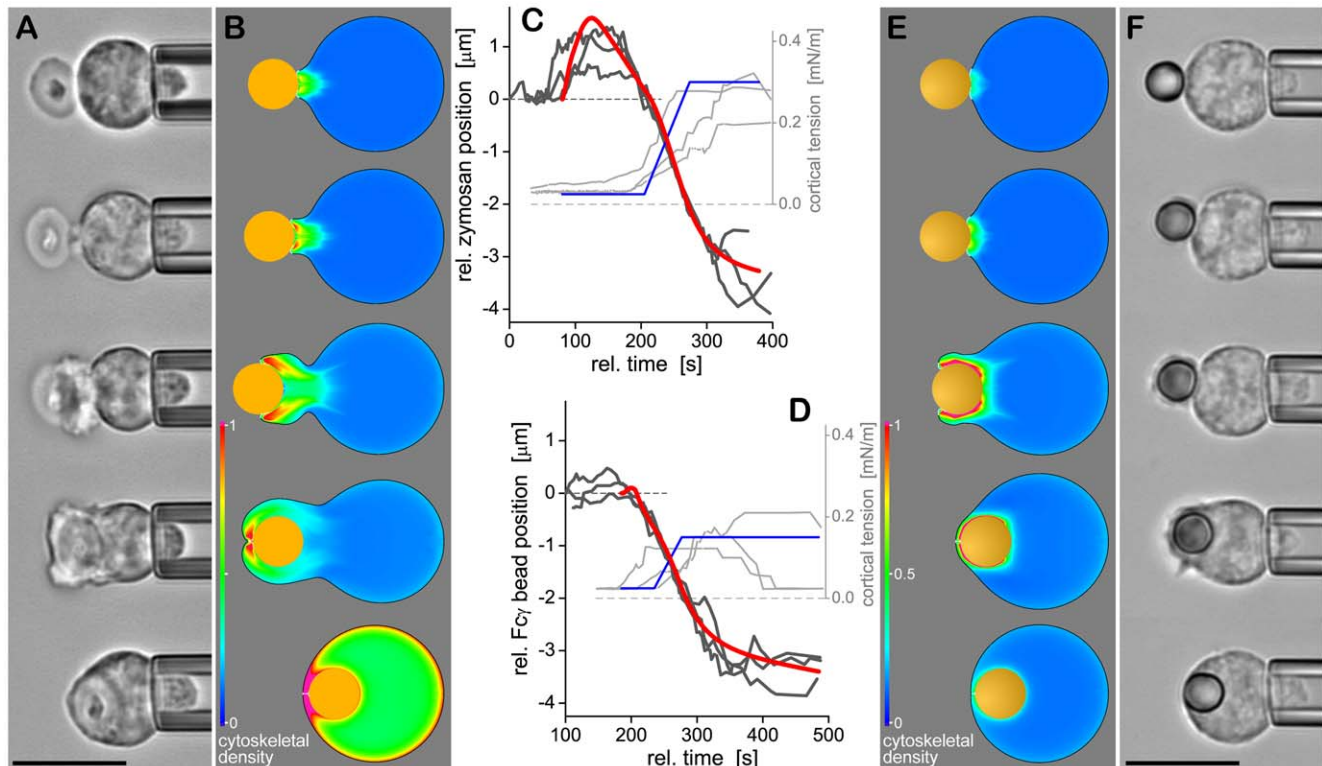 A
B
C
D
E
F
rel. zymosan position [μm]
1
0
-1
-2
-3
-4
0 100 200 300 400
rel. time [s]
0.4
0.2
0.0
cortical tension [mN/m]
rel. Fcγ bead position [μm]
1
0
-1
-2
-3
-4
100 200 300 400 500
rel. time [s]
0.4
0.2
0.0
cortical tension [mN/m]
1
0
cytoskeletal
density
1
0.5
0
cytoskeletal
density